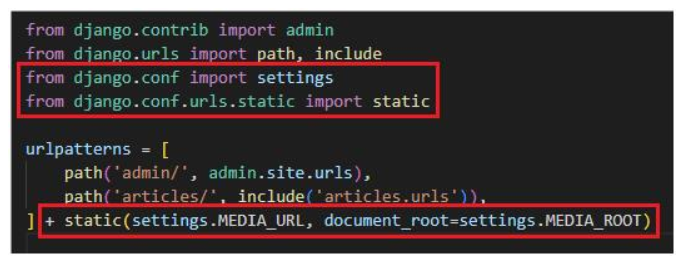 from django.contrib import admin
from django.urls import path, include
from django.conf import settings
from django.conf.urls.static import static
urlpatterns = [
    path('admin/', admin.site.urls),
    path('articles/', include('articles.urls')),
] + static(settings.MEDIA_URL, document_root=settings.MEDIA_ROOT)